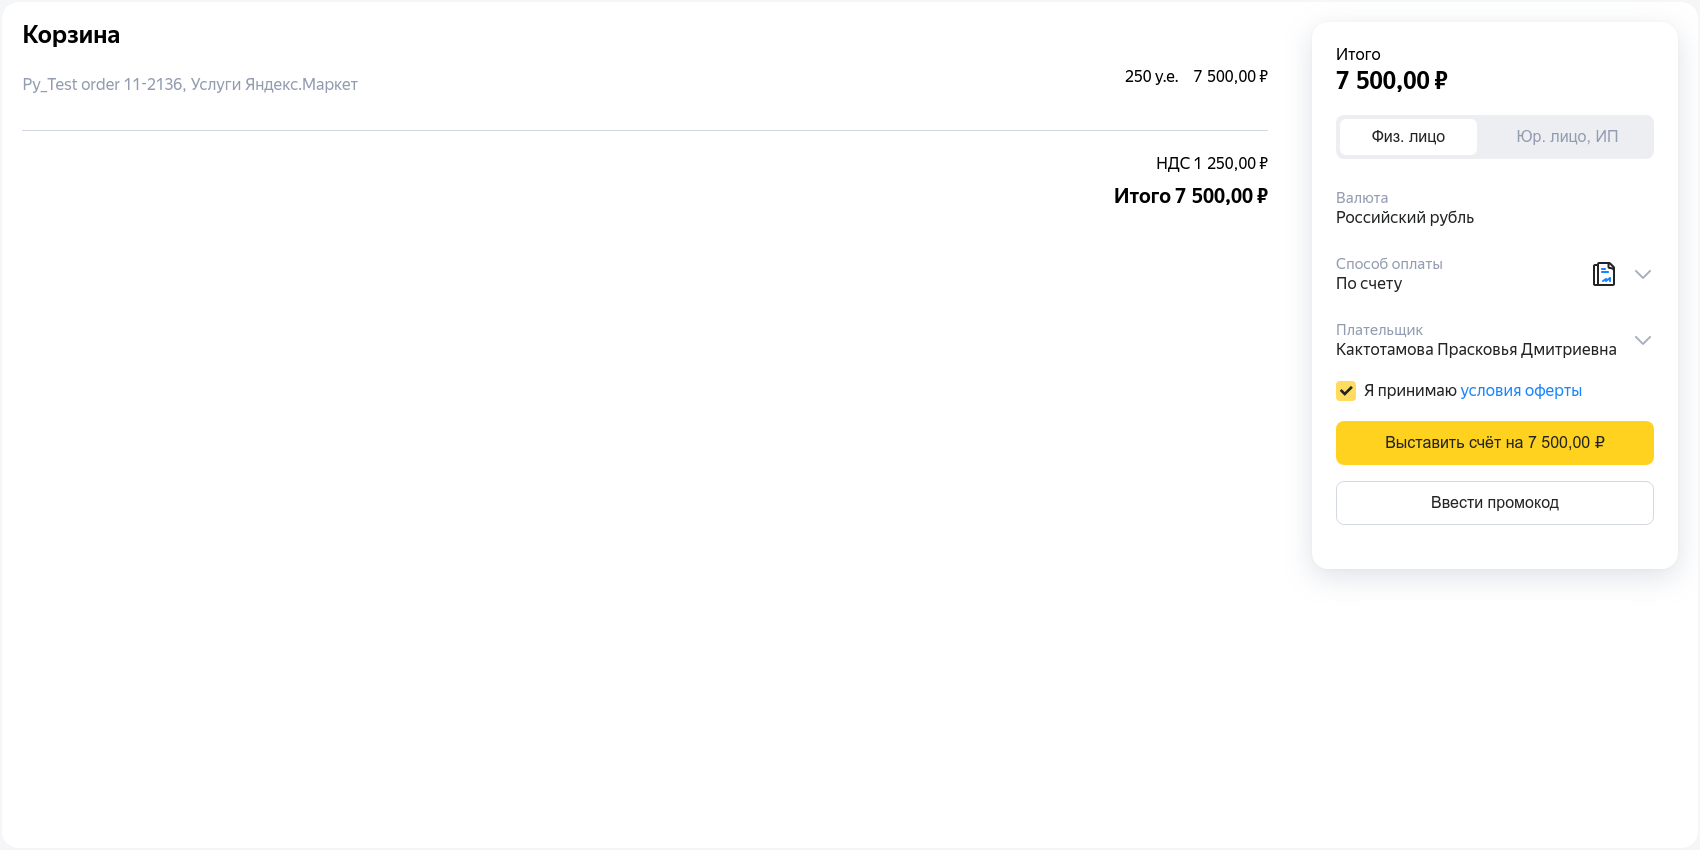 Корзина
Py_Test order 11-2136, Услуги Яндекс.Маркет
250 у.е. 7 500,00 ₽
НДС 1 250,00 ₽
Итого 7 500,00 ₽
Итого
7 500,00 ₽
Физ. лицо
Юр. лицо, ИП
Валюта
Российский рубль
Способ оплаты
По счету
Плательщик
Кактотамова Прасковья Дмитриевна
Я принимаю условия оферты
Выставить счёт на 7 500,00 ₽
Ввести промокод